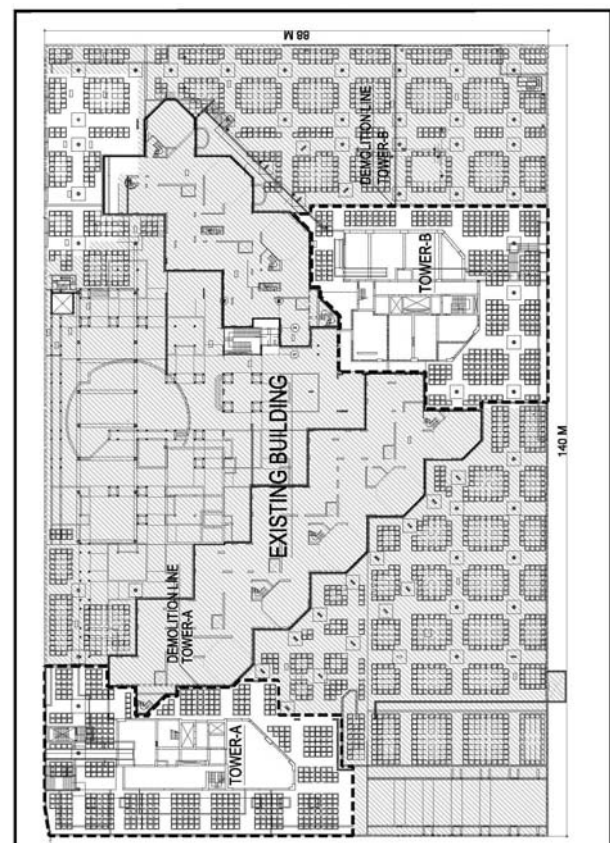 88 M
DEMOLITION LINE
TOWER-B
TOWER-B
EXISTING BUILDING
140 M
DEMOLITION LINE
TOWER-A
TOWER-A